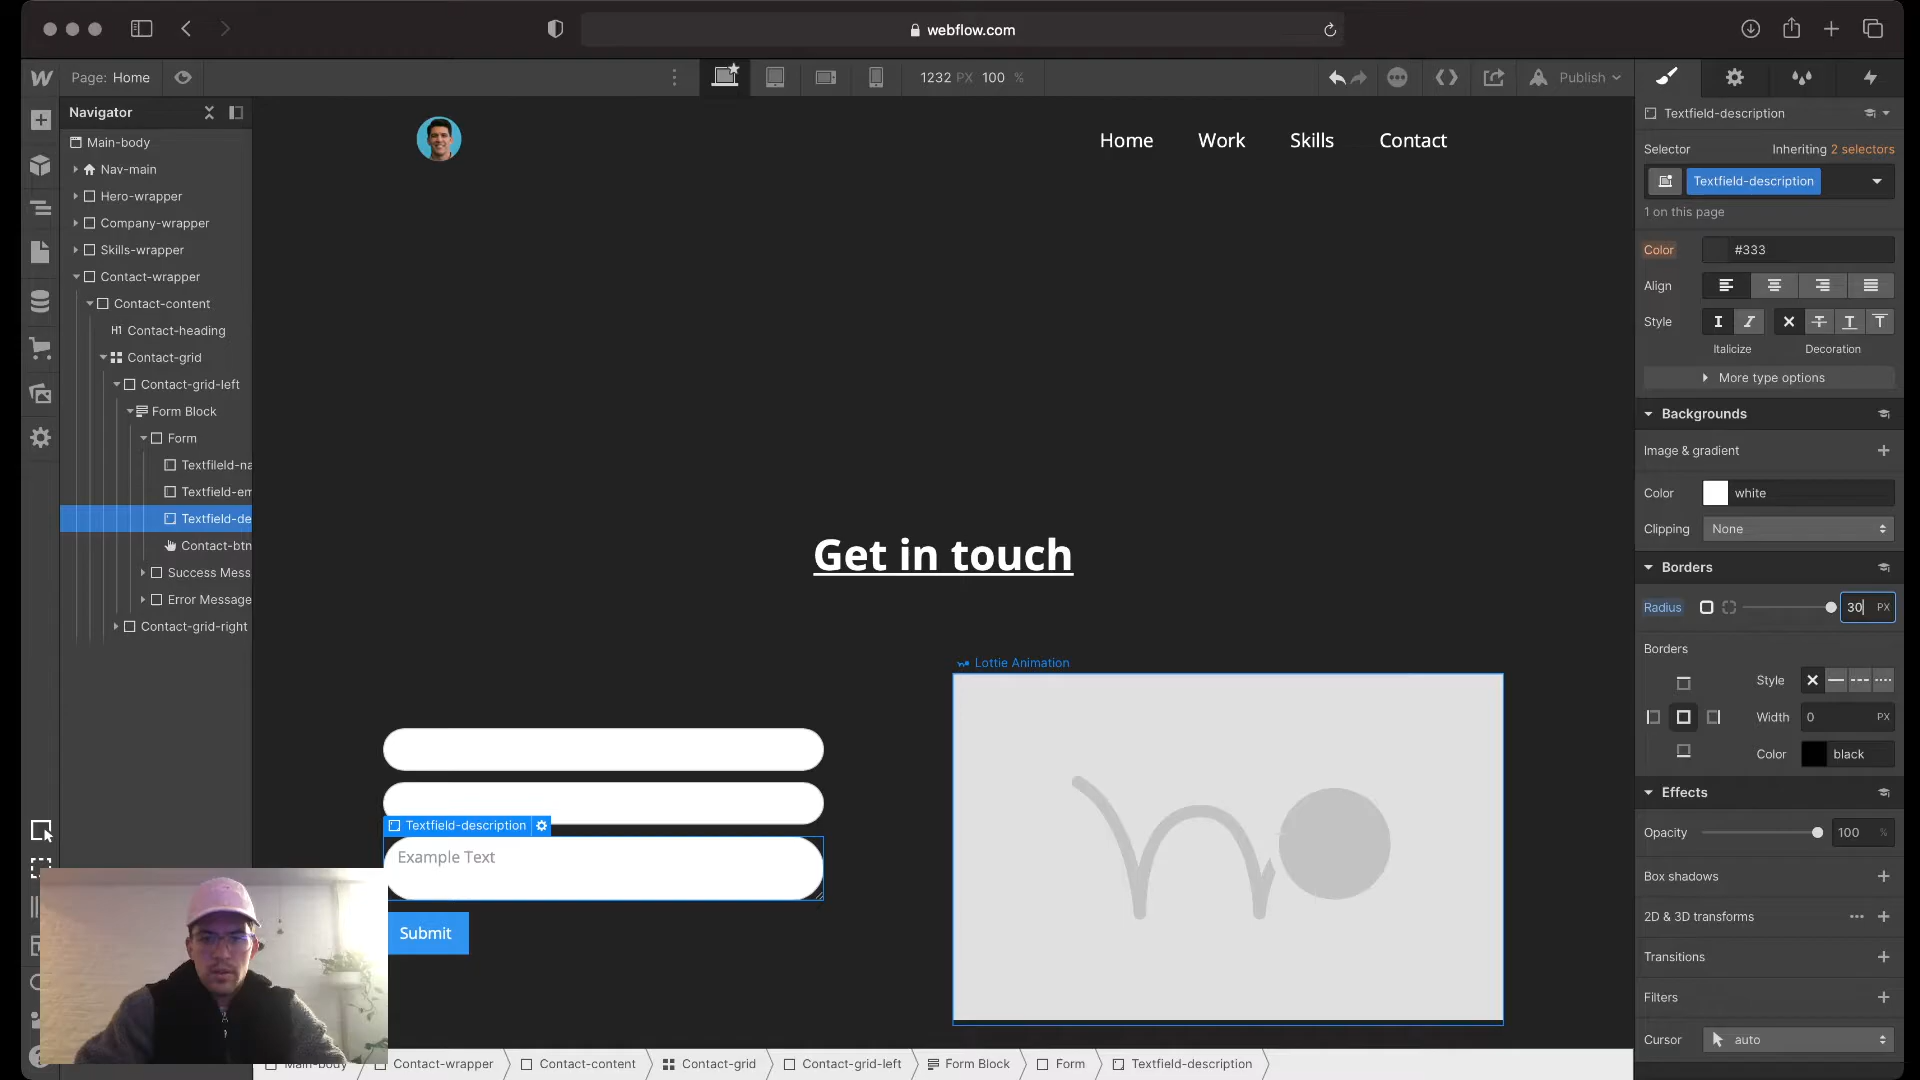 webflow.com
Page: Home
1232 PX 100 %
Publish
Navigator
Main-body
Nav-main
Hero-wrapper
Company-wrapper
Skills-wrapper
Contact-wrapper
Contact-content
H1 Contact-heading
Contact-grid
Contact-grid-left
Form Block
Form
Textfileld-na
Textfield-em
Textfield-de
Contact-btn
Success Mess
Error Message
Contact-grid-right
Home Work Skills Contact
Get in touch
Lottie Animation
Textfield-description
Example Text
Submit
Main-body Contact-wrapper Contact-content Contact-grid Contact-grid-left Form Block Form Textfield-description
Textfield-description
Selector Inheriting 2 selectors
Textfield-description
1 on this page
Color #333
Align
Style
Italicize Decoration
More type options
Backgrounds
Image & gradient
Color white
Clipping None
Borders
Radius 30 PX
Borders
Style
Width 0 PX
Color black
Effects
Opacity 100 %
Box shadows
2D & 3D transforms
Transitions
Filters
Cursor auto